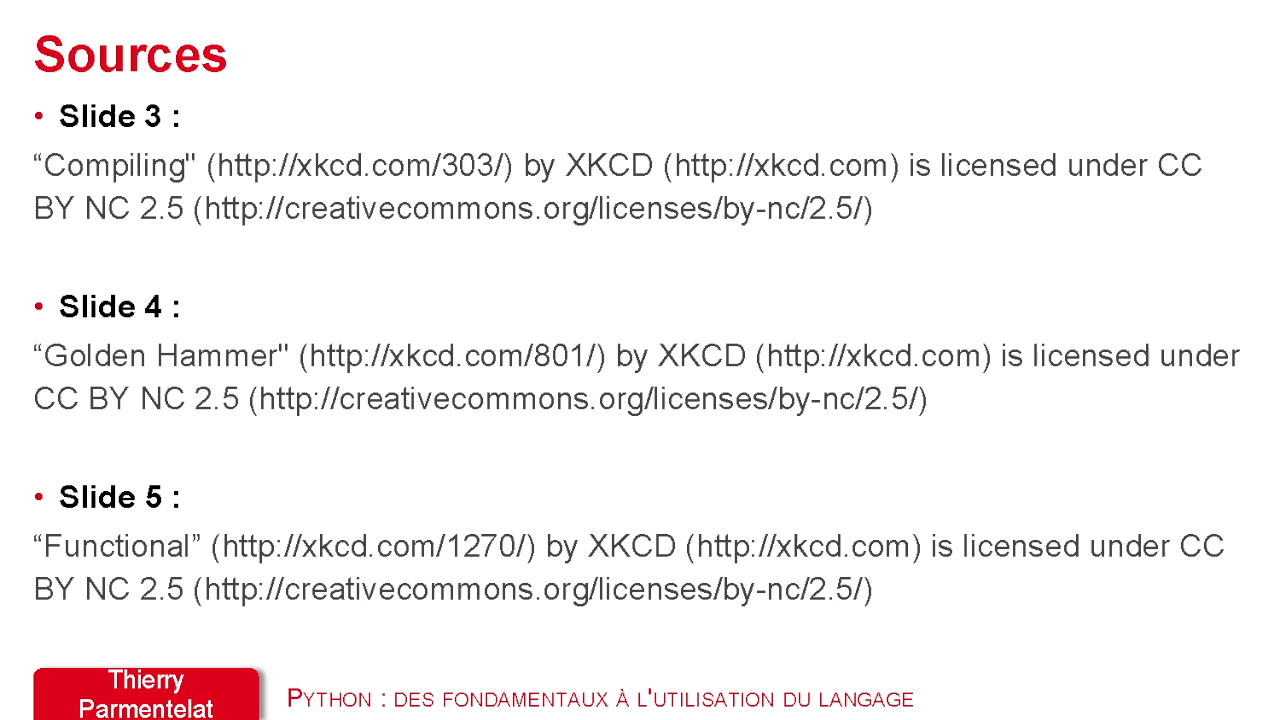 Sources
• Slide 3 :
“Compiling" (http://xkcd.com/303/) by XKCD (http://xkcd.com) is licensed under CC
BY NC 2.5 (http://creativecommons.org/licenses/by-nc/2.5/)
• Slide 4 :
“Golden Hammer" (http://xkcd.com/801/) by XKCD (http://xkcd.com) is licensed under
CC BY NC 2.5 (http://creativecommons.org/licenses/by-nc/2.5/)
• Slide 5 :
“Functional” (http://xkcd.com/1270/) by XKCD (http://xkcd.com) is licensed under CC
BY NC 2.5 (http://creativecommons.org/licenses/by-nc/2.5/)
Thierry
Parmentelat
PYTHON : DES FONDAMENTAUX À L'UTILISATION DU LANGAGE